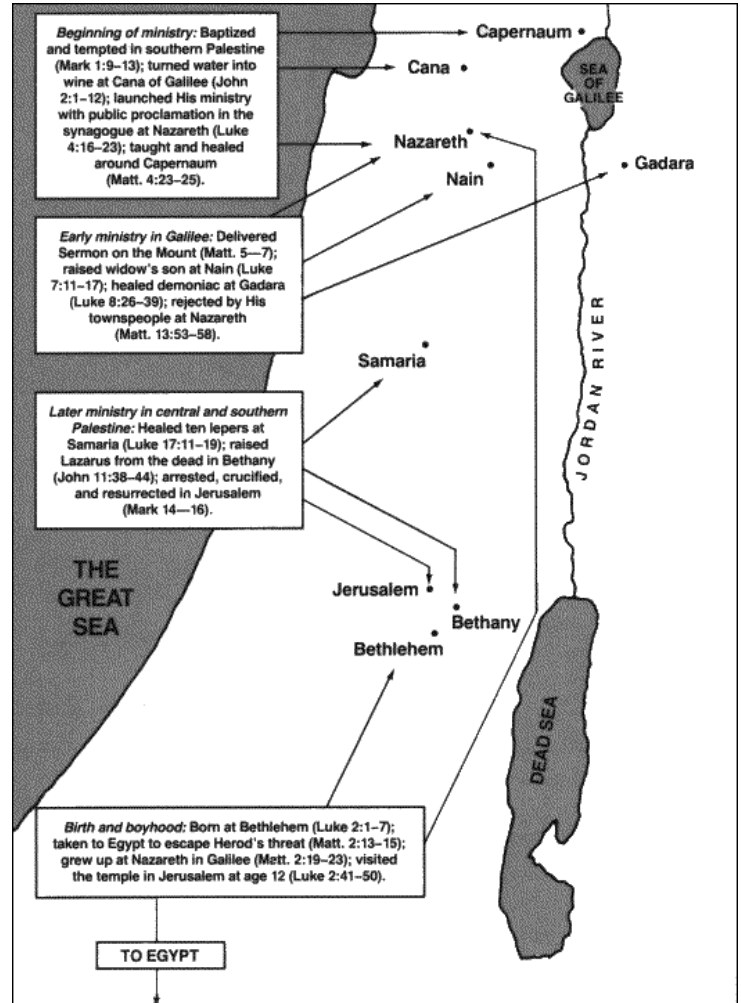 Beginning of ministry: Baptized
and tempted in southern Palestine
(Mark 1:9–13); turned water into
wine at Cana of Galilee (John
2:1–12); launched His ministry
with public proclamation in the
synagogue at Nazareth (Luke
4:16–23); taught and healed
around Capernaum
(Matt. 4:23–25).
Capernaum
Cana
SEA
OF
GALILEE
Nazareth
Nain
Gadara
Early ministry in Galilee: Delivered
Sermon on the Mount (Matt. 5—7);
raised widow's son at Nain (Luke
7:11–17); healed demoniac at Gadara
(Luke 8:26–39); rejected by His
townspeople at Nazareth
(Matt. 13:53–58).
JORDAN RIVER
Samaria
Later ministry in central and southern
Palestine: Healed ten lepers at
Samaria (Luke 17:11–19); raised
Lazarus from the dead in Bethany
(John 11:38–44); arrested, crucified,
and resurrected in Jerusalem
(Mark 14—16).
THE
GREAT
SEA
Jerusalem
Bethany
Bethlehem
DEAD SEA
Birth and boyhood: Born at Bethlehem (Luke 2:1–7);
taken to Egypt to escape Herod's threat (Matt. 2:13–15);
grew up at Nazareth in Galilee (Matt. 2:19–23); visited
the temple in Jerusalem at age 12 (Luke 2:41–50).
TO EGYPT